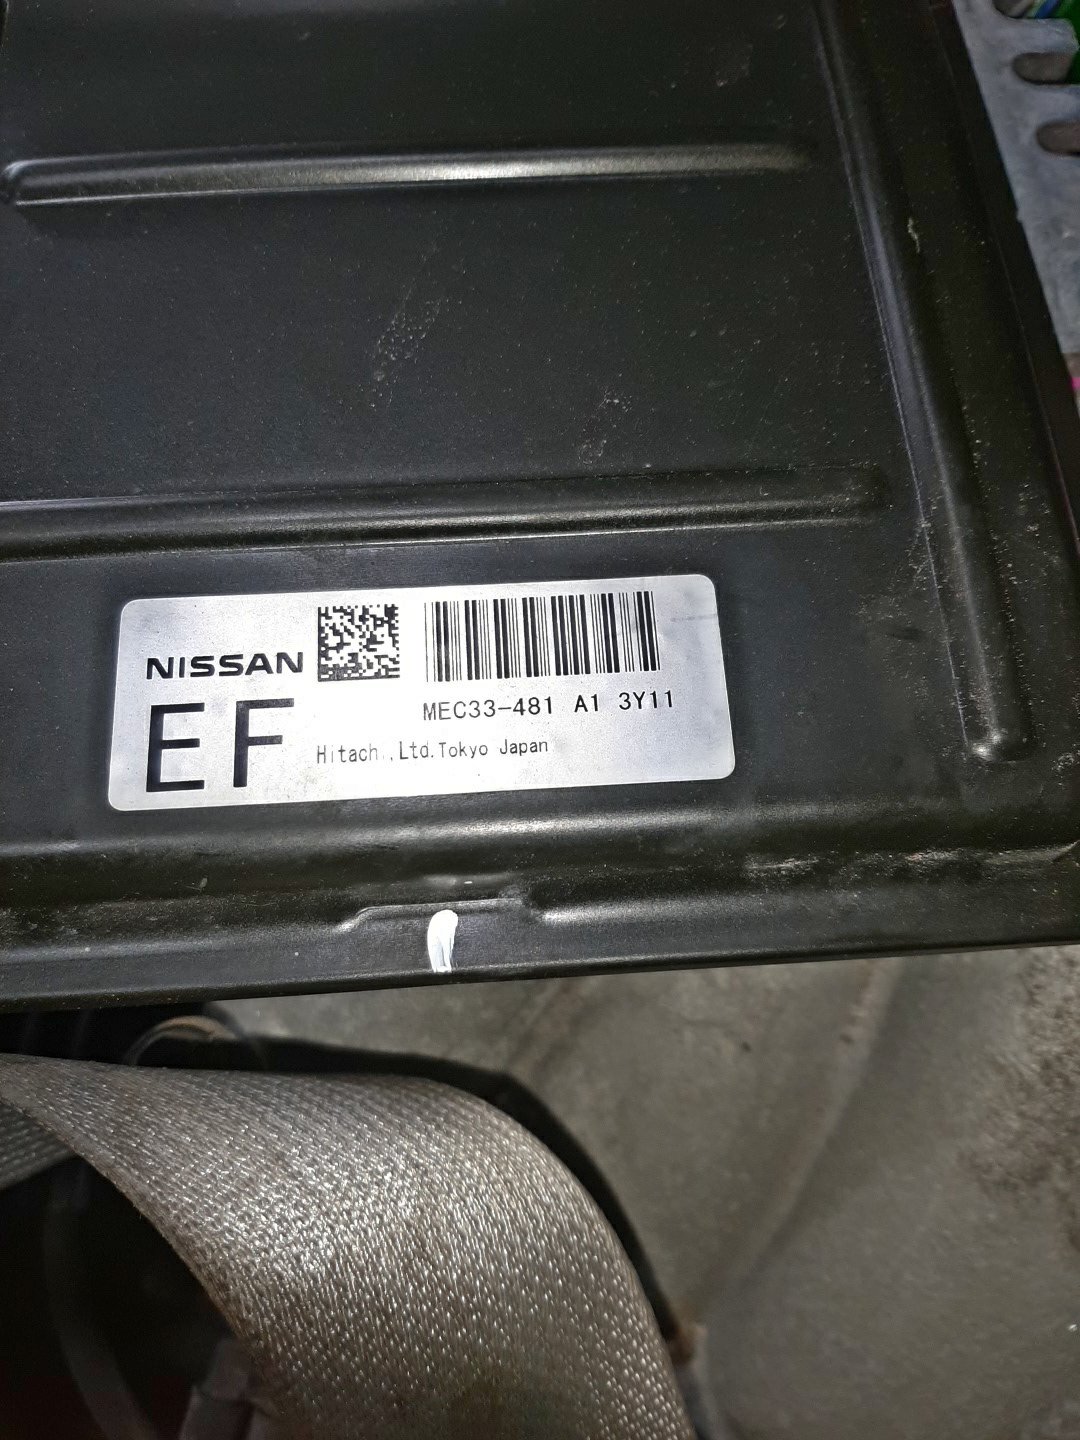 NISSAN
MEC33-481 A1 3Y11
EF
Hitach.,Ltd.Tokyo Japan